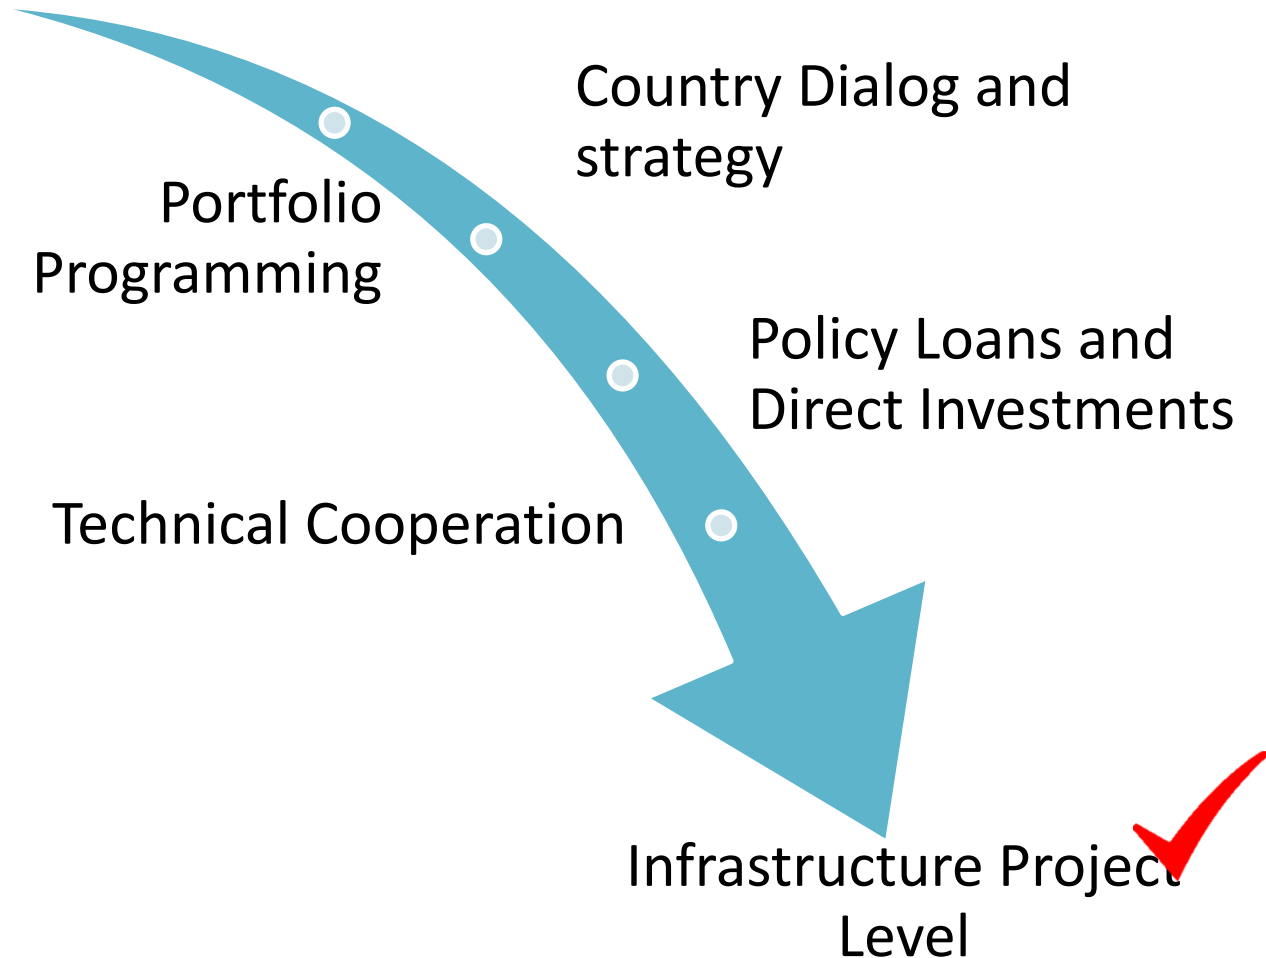 Country Dialog and
strategy
Portfolio
Programming
Policy Loans and
Direct Investments
Technical Cooperation
Infrastructure Project
Level